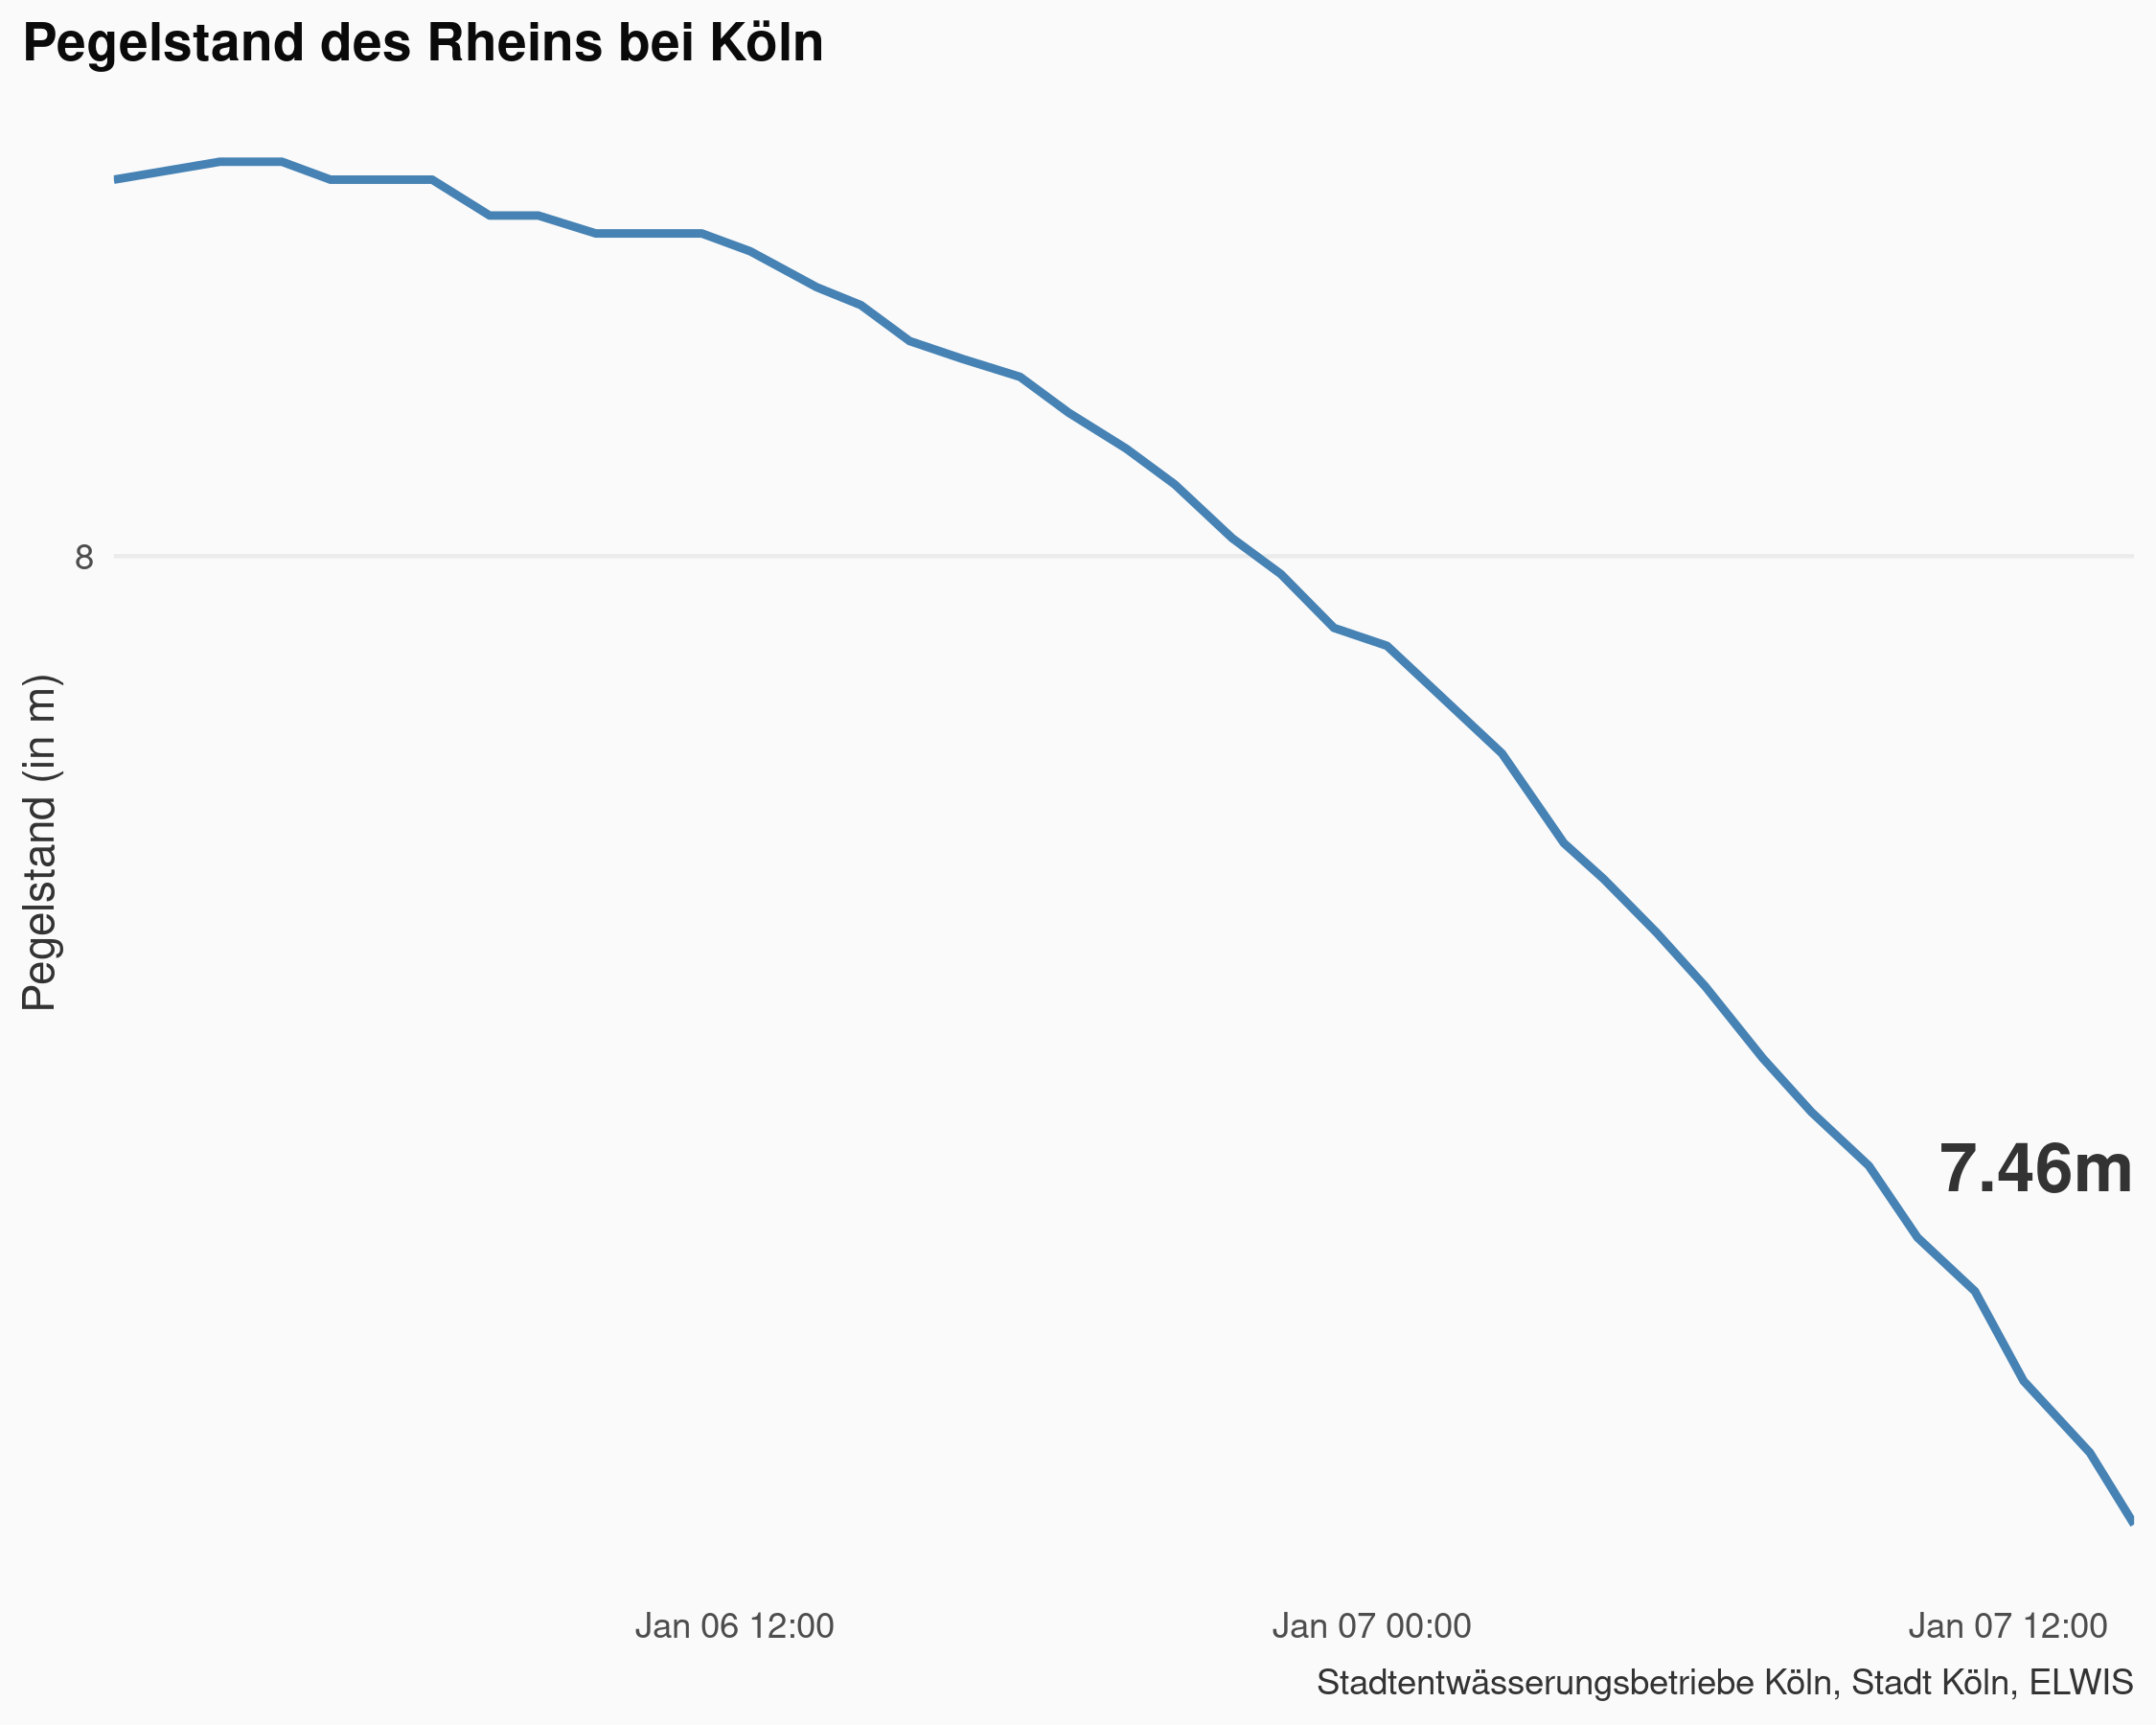 Pegelstand des Rheins bei Köln
8
Pegelstand (in m)
7.46m
Jan 06 12:00
Jan 07 00:00
Jan 07 12:00
Stadtentwässerungsbetriebe Köln, Stadt Köln, ELWIS